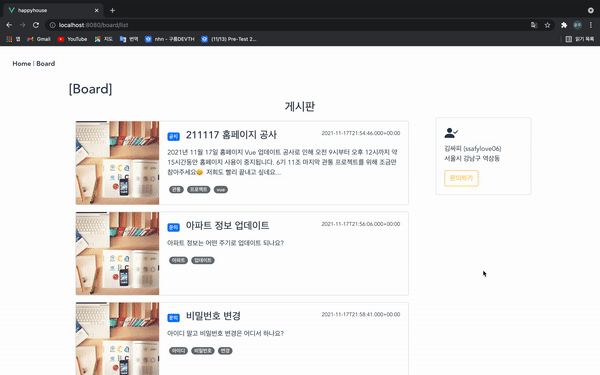 happyhouse
localhost:8080/board/list
앱 Gmail YouTube 지도 번역 nhn - 구름DEVTH (11/13) Pre-Test 2... 읽기 목록
Home | Board
[Board]
게시판
공지 211117 홈페이지 공사 2021-11-17T21:54:46.000+00:00
2021년 11월 17일 홈페이지 Vue 업데이트 공사로 인해 오전 9시부터 오후 12시까지 약
15시간동안 홈페이지 사용이 중지됩니다. 6기 11조 마지막 관통 프로젝트를 위해 조금만
참아주세요😀 저희도 빨리 끝내고 싶네요...
관통 프로젝트 vue
문의 아파트 정보 업데이트 2021-11-17T21:56:06.000+00:00
아파트 정보는 어떤 주기로 업데이트 되나요?
아파트 업데이트
문의 비밀번호 변경 2021-11-17T21:58:41.000+00:00
아이디 말고 비밀번호 변경은 어디서 하나요?
아이디 비밀번호 변경
김싸피 (ssafylove06)
서울시 강남구 역삼동
문의하기